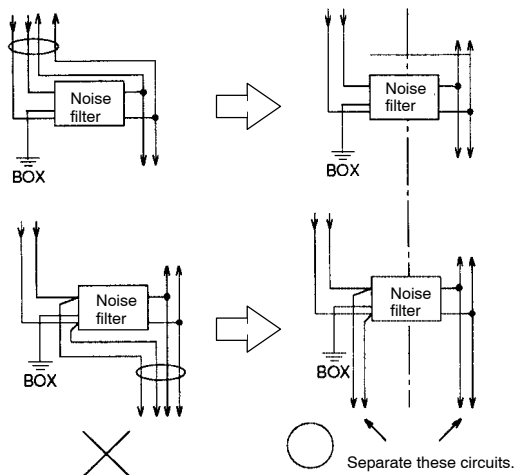 Noise
filter
BOX
Noise
filter
BOX
Noise
filter
BOX
Noise
filter
BOX
Separate these circuits.